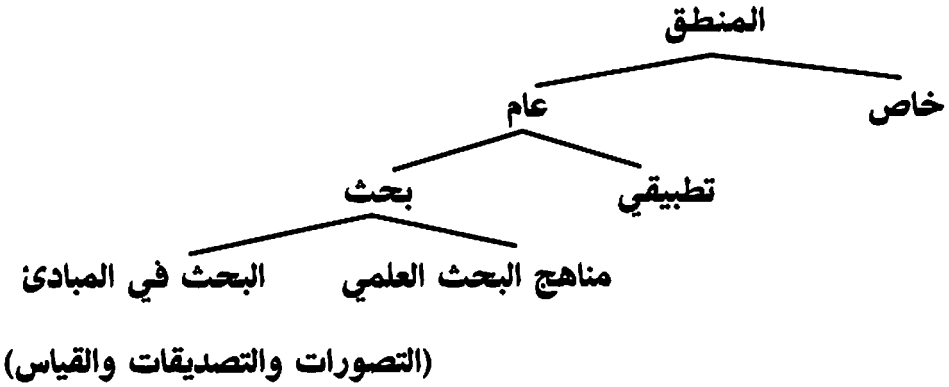 المنطق
خاص
عام
تطبيقي
بحث
مناهج البحث العلمي
البحث في المبادئ
(التصورات والتصديقات والقياس)